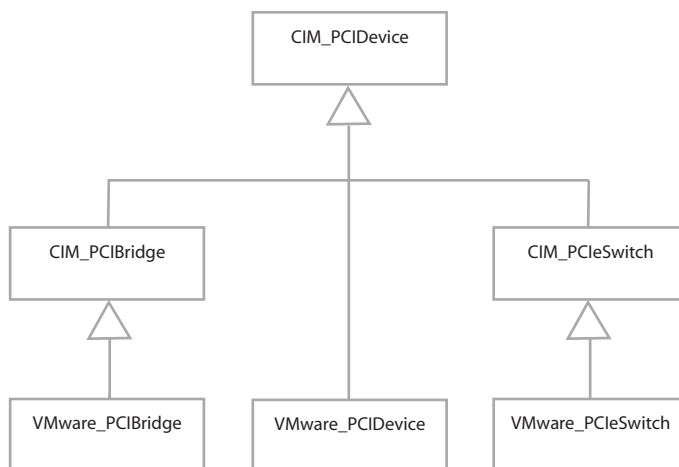 CIM_PCIDevice
CIM_PCIBridge
CIM_PCIeSwitch
VMware_PCIBridge
VMware_PCIDevice
VMware_PCIeSwitch